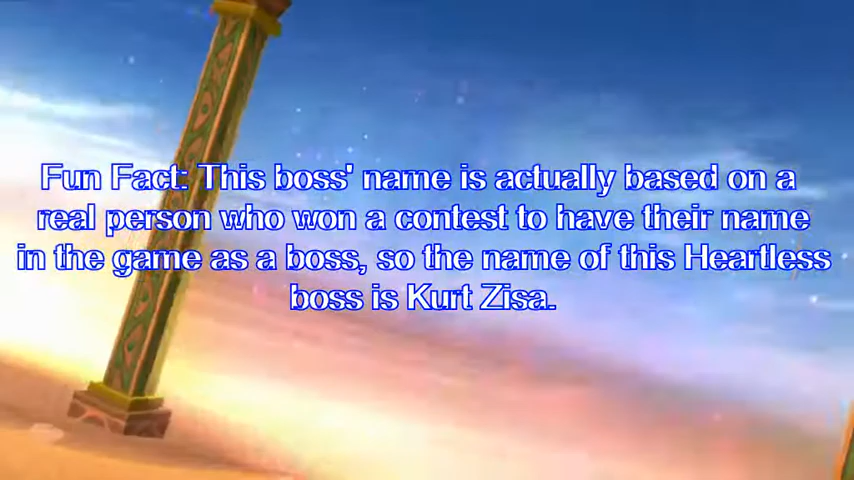 Fun Fact: This boss' name is actually based on a
real person who won a contest to have their name
in the game as a boss, so the name of this Heartless
boss is Kurt Zisa.